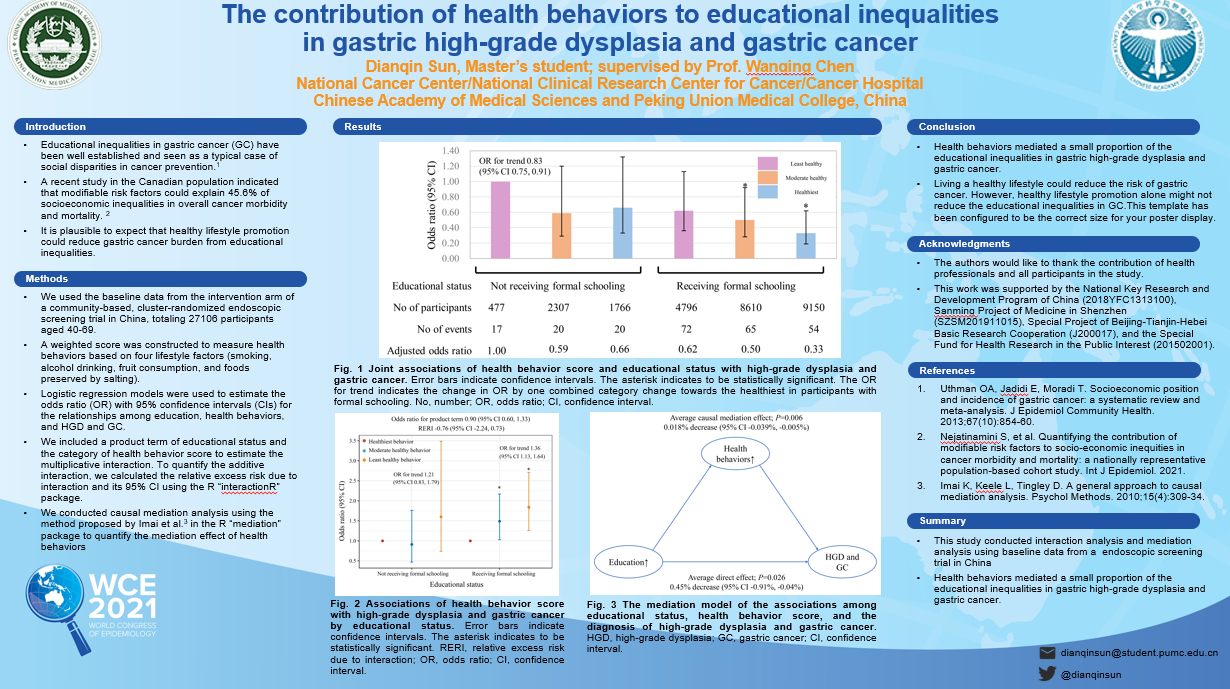 The contribution of health behaviors to educational inequalities
in gastric high-grade dysplasia and gastric cancer
Dianqin Sun, Master's student; supervised by Prof. Wanqing Chen
National Cancer Center/National Clinical Research Center for Cancer/Cancer Hospital
Chinese Academy of Medical Sciences and Peking Union Medical College, China
Introduction
• Educational inequalities in gastric cancer (GC) have
been well established and seen as a typical case of
social disparities in cancer prevention.1
• A recent study in the Canadian population indicated
that modifiable risk factors could explain 45.6% of
socioeconomic inequalities in overall cancer morbidity
and mortality. 2
• It is plausible to expect that healthy lifestyle promotion
could reduce gastric cancer burden from educational
inequalities.
Methods
• We used the baseline data from the intervention arm of
a community-based, cluster-randomized endoscopic
screening trial in China, totaling 27106 participants
aged 40-69.
• A weighted score was constructed to measure health
behaviors based on four lifestyle factors (smoking,
alcohol drinking, fruit consumption, and foods
preserved by salting).
• Logistic regression models were used to estimate the
odds ratio (OR) with 95% confidence intervals (CIs) for
the relationships among education, health behaviors,
and HGD and GC.
• We included a product term of educational status and
the category of health behavior score to estimate the
multiplicative interaction. To quantify the additive
interaction, we calculated the relative excess risk due to
interaction and its 95% CI using the R "interactionR"
package.
• We conducted causal mediation analysis using the
method proposed by Imai et al.3 in the R "mediation"
package to quantify the mediation effect of health
behaviors
WCE
2021
WORLD CONGRESS
OF EPIDEMIOLOGY
Results
OR for trend 0.83
(95% CI 0.75, 0.91)
Least healthy
Moderate healthy
Healthiest
Odds ratio (95% CI)
1.40
1.20
1.00
0.80
0.60
0.40
0.20
0.00
* *
Educational status Not receiving formal schooling Receiving formal schooling
No of participants 477 2307 1766 4796 8610 9150
No of events 17 20 20 72 65 54
Adjusted odds ratio 1.00 0.59 0.66 0.62 0.50 0.33
Fig. 1 Joint associations of health behavior score and educational status with high-grade dysplasia and
gastric cancer. Error bars indicate confidence intervals. The asterisk indicates to be statistically significant. The OR
for trend indicates the change in OR by one combined category change towards the healthiest in participants with
formal schooling. No, number; OR, odds ratio; CI, confidence interval.
Odds ratio for product term 0.90 (95% CI 0.60, 1.33)
RERI -0.76 (95% CI -2.24, 0.73)
Healthiest behavior
Moderate healthy behavior
Least healthy behavior
OR for trend 1.21
(95% CI 0.83, 1.79)
OR for trend 1.36
(95% CI 1.13, 1.64)
* *
Odds ratio (95% CI)
3.5
3.0
2.5
2.0
1.5
1.0
0.5
Not receiving formal schooling Receiving formal schooling
Educational status
Fig. 2 Associations of health behavior score
with high-grade dysplasia and gastric cancer
by educational status. Error bars indicate
confidence intervals. The asterisk indicates to be
statistically significant. RERI, relative excess risk
due to interaction; OR, odds ratio; CI, confidence
interval.
Average causal mediation effect; P=0.006
0.018% decrease (95% CI -0.039%, -0.005%)
Health
behaviors↑
Education↑
HGD and
GC
Average direct effect; P=0.026
0.45% decrease (95% CI -0.91%, -0.04%)
Fig. 3 The mediation model of the associations among
educational status, health behavior score, and the
diagnosis of high-grade dysplasia and gastric cancer.
HGD, high-grade dysplasia; GC, gastric cancer; CI, confidence
interval.
Conclusion
• Health behaviors mediated a small proportion of the
educational inequalities in gastric high-grade dysplasia and
gastric cancer.
• Living a healthy lifestyle could reduce the risk of gastric
cancer. However, healthy lifestyle promotion alone might not
reduce the educational inequalities in GC.This template has
been configured to be the correct size for your poster display.
Acknowledgments
• The authors would like to thank the contribution of health
professionals and all participants in the study.
• This work was supported by the National Key Research and
Development Program of China (2018YFC1313100),
Sanming Project of Medicine in Shenzhen
(SZSM201911015), Special Project of Beijing-Tianjin-Hebei
Basic Research Cooperation (J200017), and the Special
Fund for Health Research in the Public Interest (201502001).
References
1. Uthman OA, Jadidi E, Moradi T. Socioeconomic position
and incidence of gastric cancer: a systematic review and
meta-analysis. J Epidemiol Community Health.
2013;67(10):854-60.
2. Nejatinamini S, et al. Quantifying the contribution of
modifiable risk factors to socio-economic inequities in
cancer morbidity and mortality: a nationally representative
population-based cohort study. Int J Epidemiol. 2021.
3. Imai K, Keele L, Tingley D. A general approach to causal
mediation analysis. Psychol Methods. 2010;15(4):309-34.
Summary
• This study conducted interaction analysis and mediation
analysis using baseline data from a endoscopic screening
trial in China
• Health behaviors mediated a small proportion of the
educational inequalities in gastric high-grade dysplasia and
gastric cancer.
dianqinsun@student.pumc.edu.cn
@dianqinsun